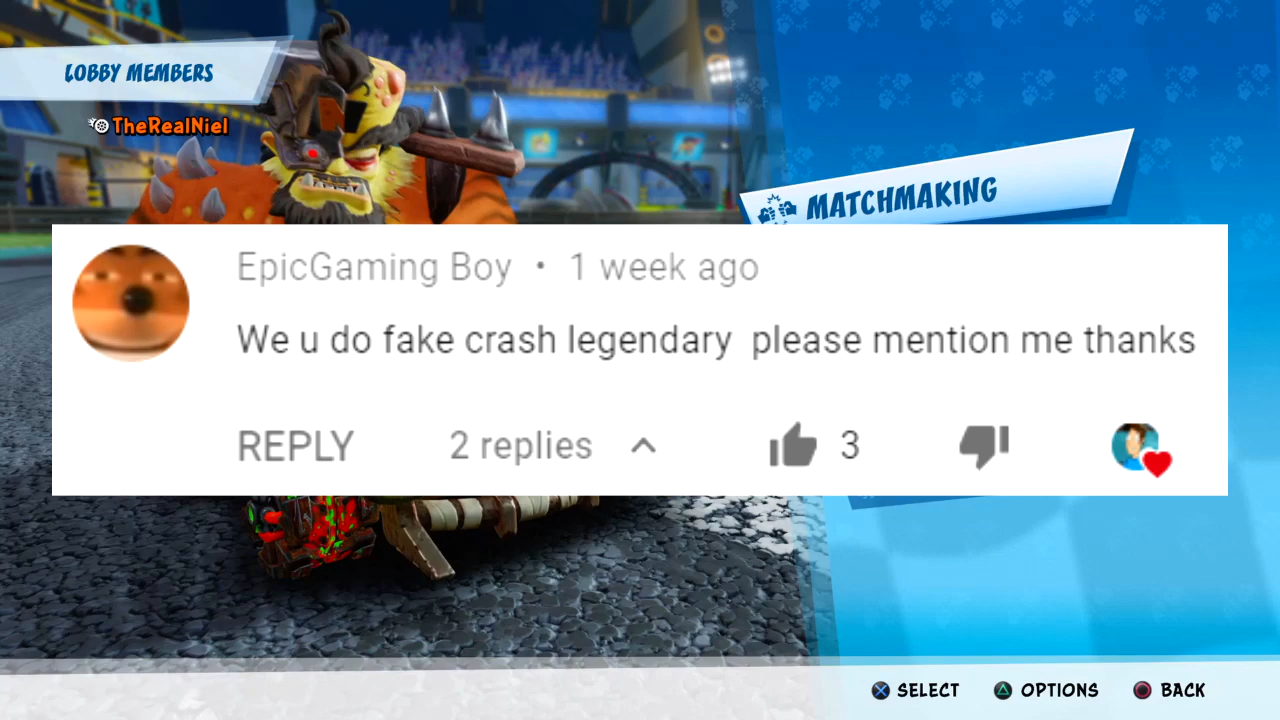 LOBBY MEMBERS
TheRealNiel
MATCHMAKING
EpicGaming Boy • 1 week ago
We u do fake crash legendary please mention me thanks
REPLY 2 replies 3
SELECT OPTIONS BACK